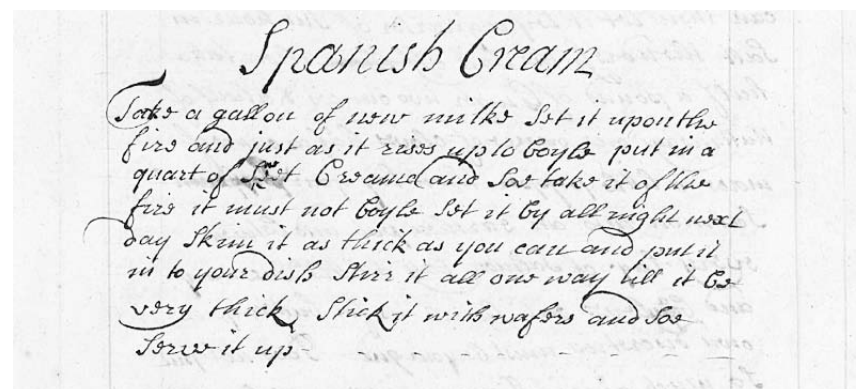 Spanish Cream
Take a gallon of new milke Set it upon the
fire and just as it rises up to boyle put in a
quart of Creame and Soe take it of the
fire it must not boyle Set it by all night next
day Skim it as thick as you can and put it
in to your dish Stirr it all one way till it be
very thick Stick it with wafers and Soe
Serve it up